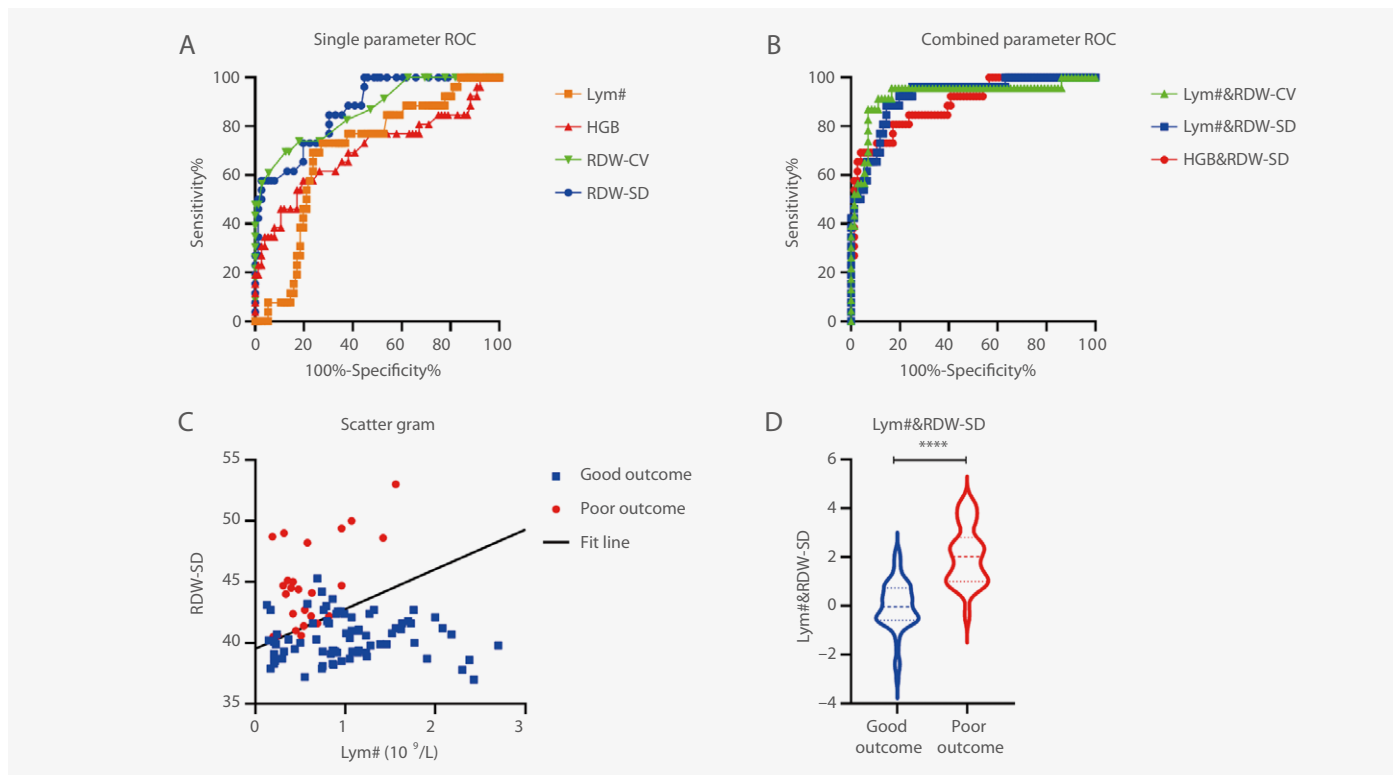 A
Single parameter ROC
100
80
60
40
20
0
Sensitivity%
0 20 40 60 80 100
100%-Specificity%
Lym#
HGB
RDW-CV
RDW-SD
B
Combined parameter ROC
100
80
60
40
20
0
Sensitivity%
0 20 40 60 80 100
100%-Specificity%
Lym#&RDW-CV
Lym#&RDW-SD
HGB&RDW-SD
C
Scatter gram
55
50
45
40
35
RDW-SD
0 1 2 3
Lym# (10 9/L)
Good outcome
Poor outcome
Fit line
D
Lym#&RDW-SD
****
6
4
2
0
−2
−4
Lym#&RDW-SD
Good
outcome
Poor
outcome